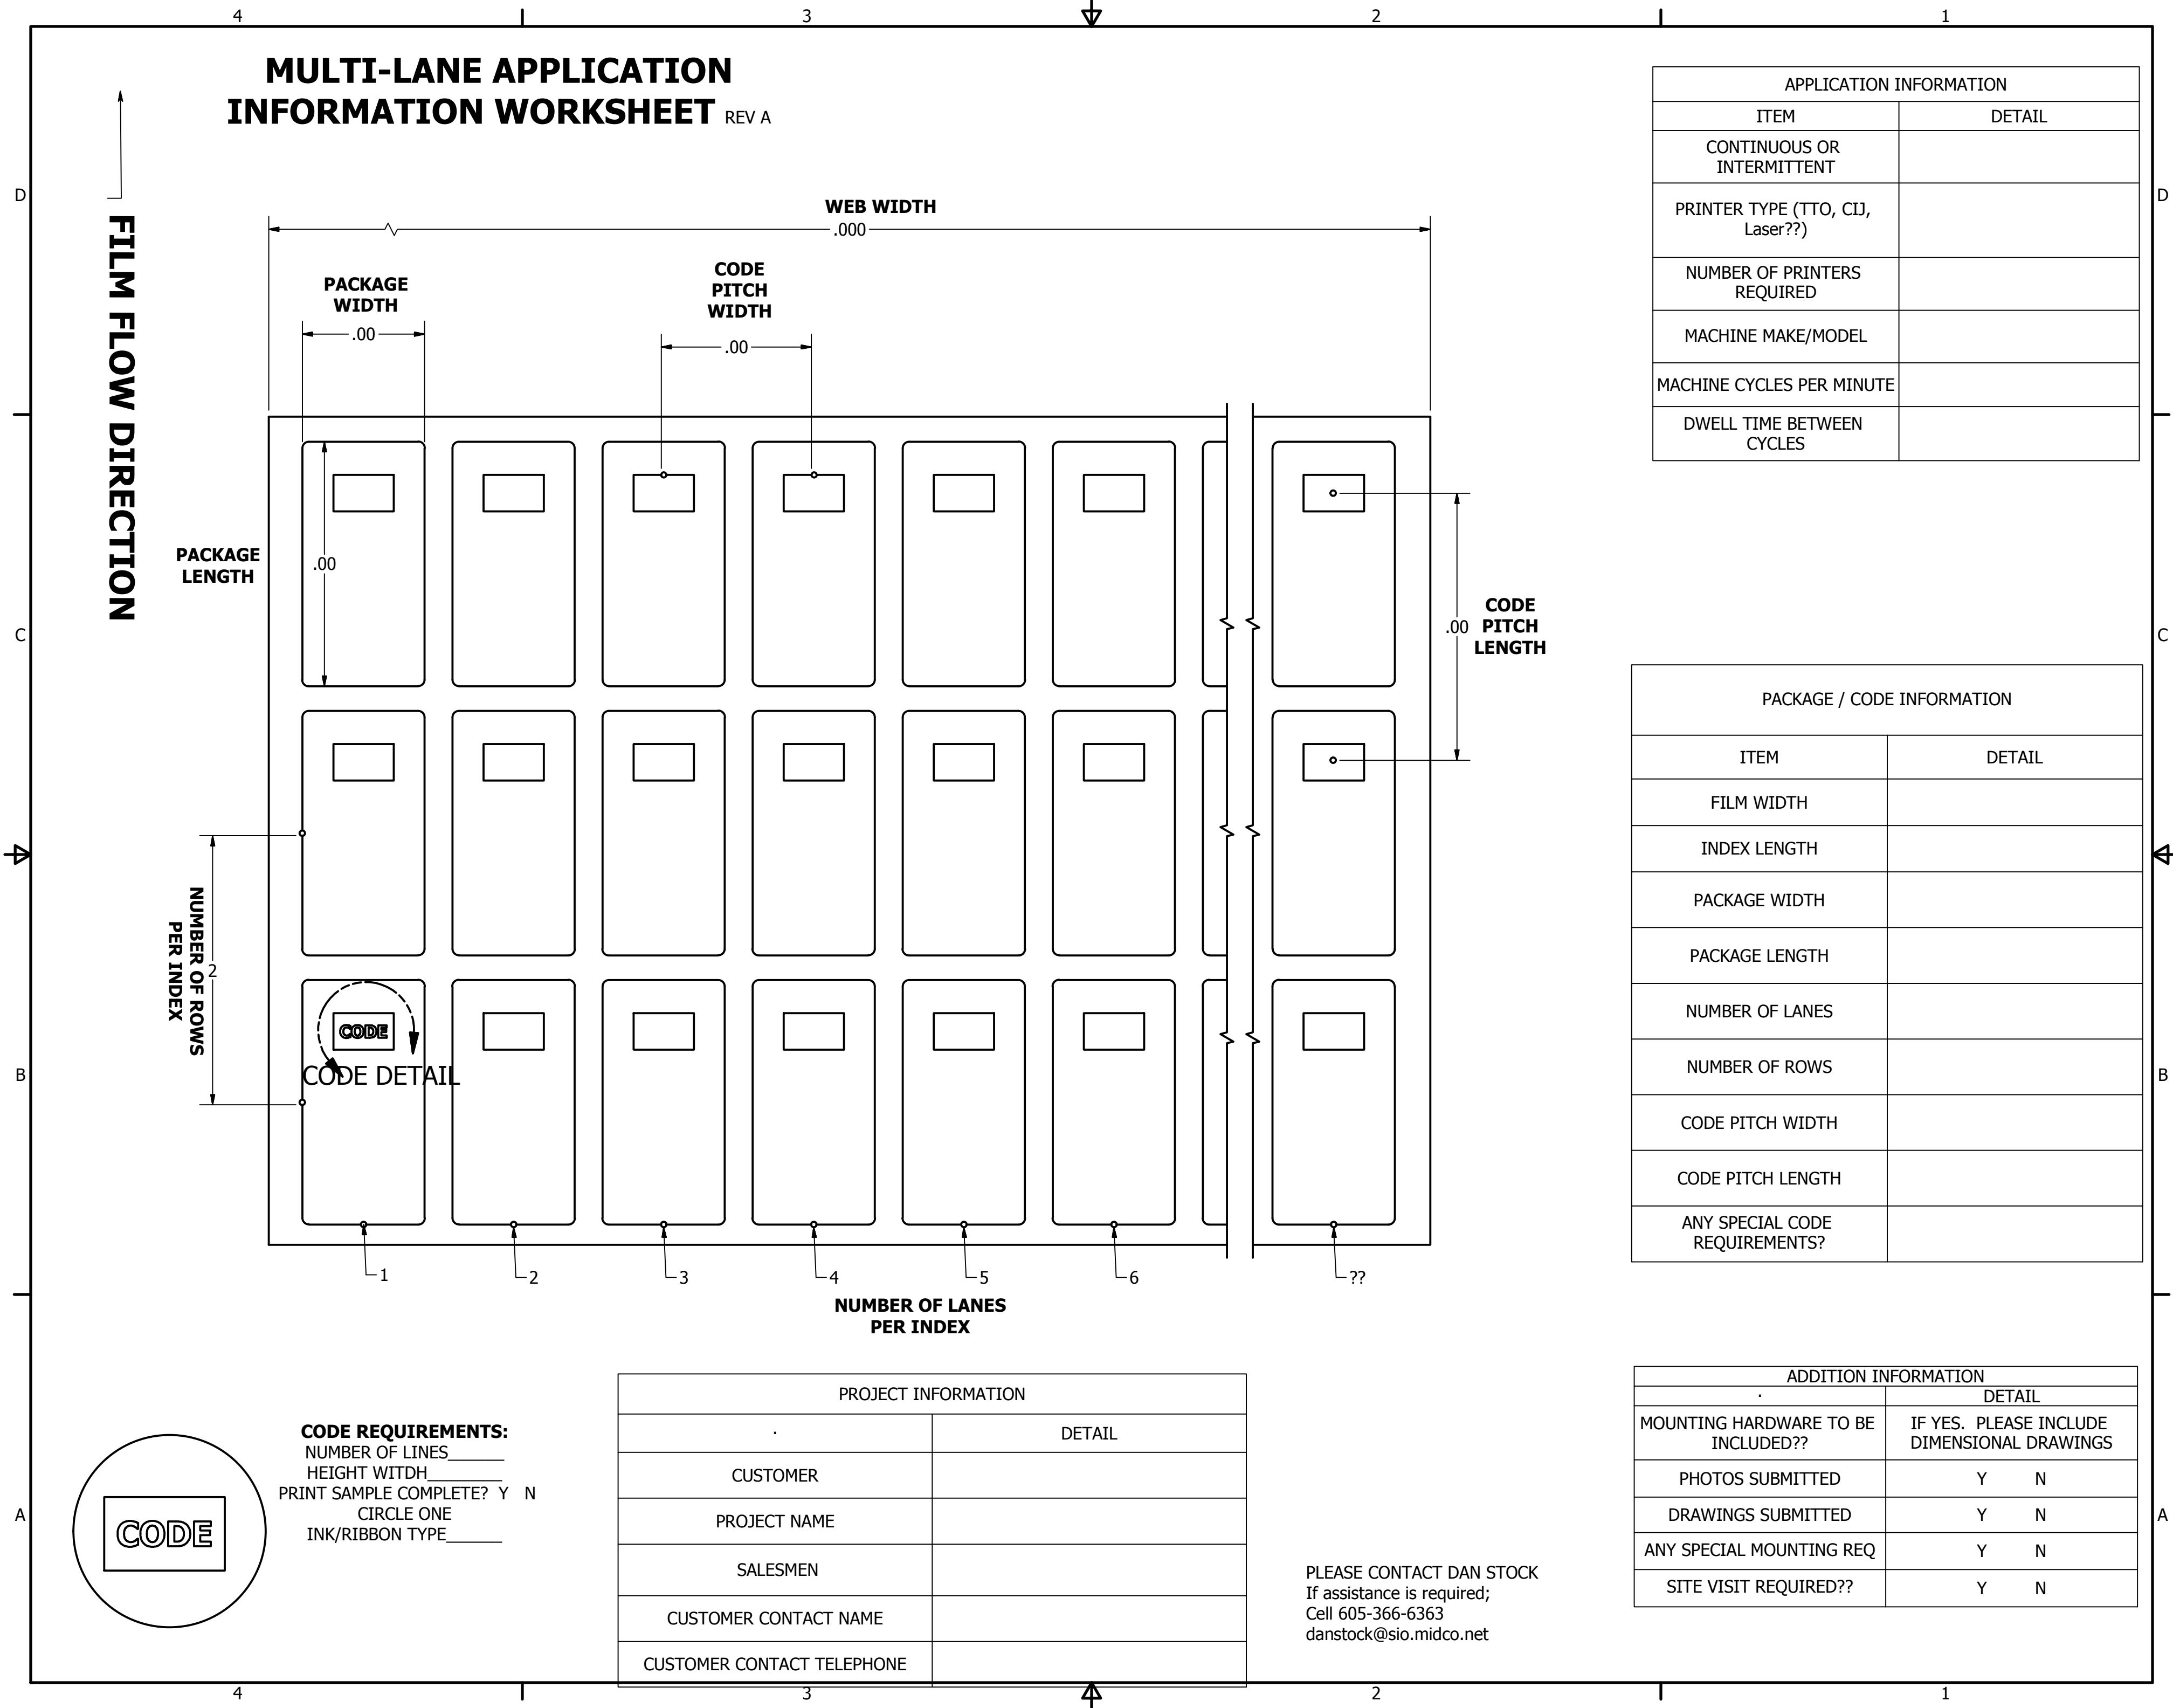 4 3 2 1
MULTI-LANE APPLICATION
INFORMATION WORKSHEET REV A
FILM FLOW DIRECTION
D
D
C
C
B
B
A
A
WEB WIDTH
.000
PACKAGE
WIDTH
.00
CODE
PITCH
WIDTH
.00
PACKAGE
LENGTH
.00
CODE
PITCH
LENGTH
.00
NUMBER OF ROWS
PER INDEX
2
CODE
CODE DETAIL
1 2 3 4 5 6 ??
NUMBER OF LANES
PER INDEX
APPLICATION INFORMATION
ITEM DETAIL
CONTINUOUS OR
INTERMITTENT
PRINTER TYPE (TTO, CIJ,
Laser??)
NUMBER OF PRINTERS
REQUIRED
MACHINE MAKE/MODEL
MACHINE CYCLES PER MINUTE
DWELL TIME BETWEEN
CYCLES
PACKAGE / CODE INFORMATION
ITEM DETAIL
FILM WIDTH
INDEX LENGTH
PACKAGE WIDTH
PACKAGE LENGTH
NUMBER OF LANES
NUMBER OF ROWS
CODE PITCH WIDTH
CODE PITCH LENGTH
ANY SPECIAL CODE
REQUIREMENTS?
CODE
CODE REQUIREMENTS:
NUMBER OF LINES______
HEIGHT WITDH________
PRINT SAMPLE COMPLETE? Y N
CIRCLE ONE
INK/RIBBON TYPE______
PROJECT INFORMATION
. DETAIL
CUSTOMER
PROJECT NAME
SALESMEN
CUSTOMER CONTACT NAME
CUSTOMER CONTACT TELEPHONE
PLEASE CONTACT DAN STOCK
If assistance is required;
Cell 605-366-6363
danstock@sio.midco.net
ADDITION INFORMATION
. DETAIL
MOUNTING HARDWARE TO BE
INCLUDED??
IF YES. PLEASE INCLUDE
DIMENSIONAL DRAWINGS
PHOTOS SUBMITTED Y N
DRAWINGS SUBMITTED Y N
ANY SPECIAL MOUNTING REQ Y N
SITE VISIT REQUIRED?? Y N
4 3 2 1